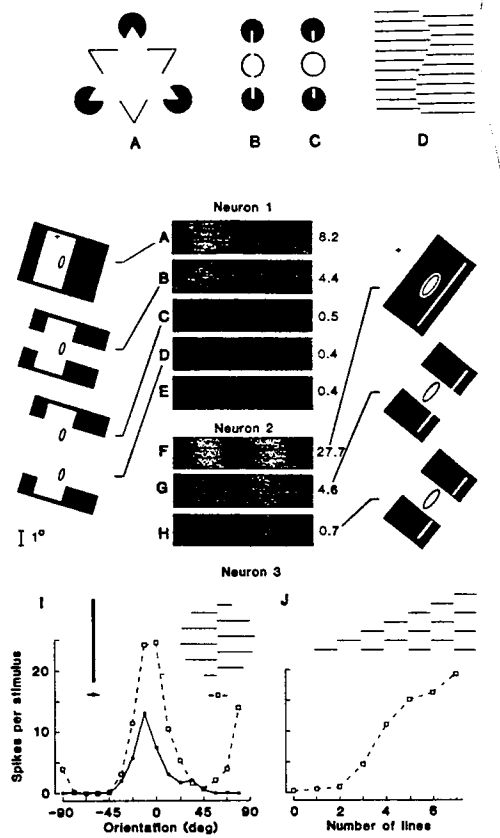 A
B
C
D
Neuron 1
A 8.2
B 4.4
C 0.5
D 0.4
E 0.4
Neuron 2
F 27.7
G 4.6
H 0.7
1°
Neuron 3
I
J
Spikes per stimulus
20
10
0
-90 -45 0 45 90
Orientation (deg)
0 2 4 6
Number of lines